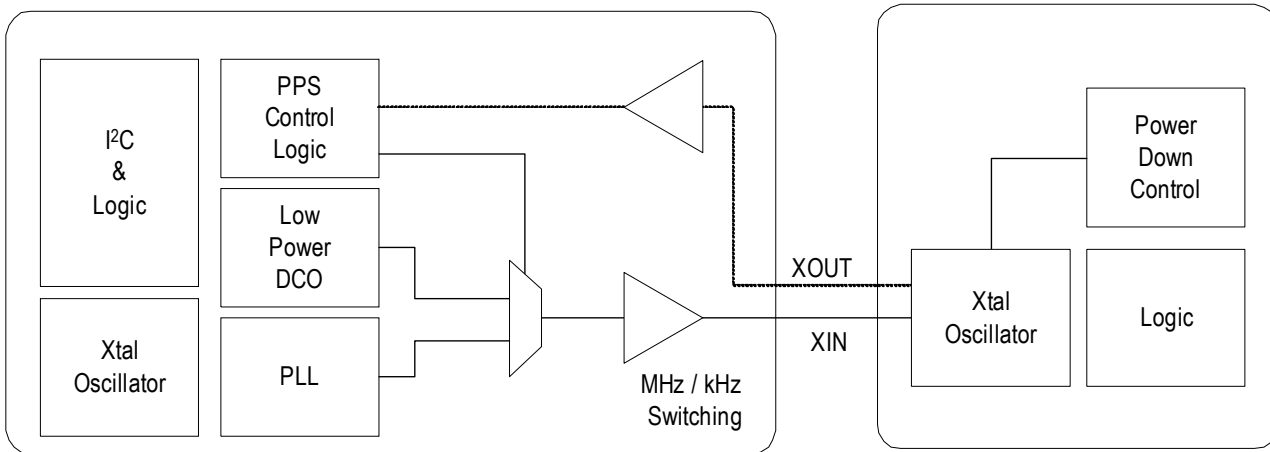 I²C
&
Logic
PPS
Control
Logic
Low
Power
DCO
Xtal
Oscillator
PLL
MHz / kHz
Switching
XOUT
XIN
Power
Down
Control
Xtal
Oscillator
Logic